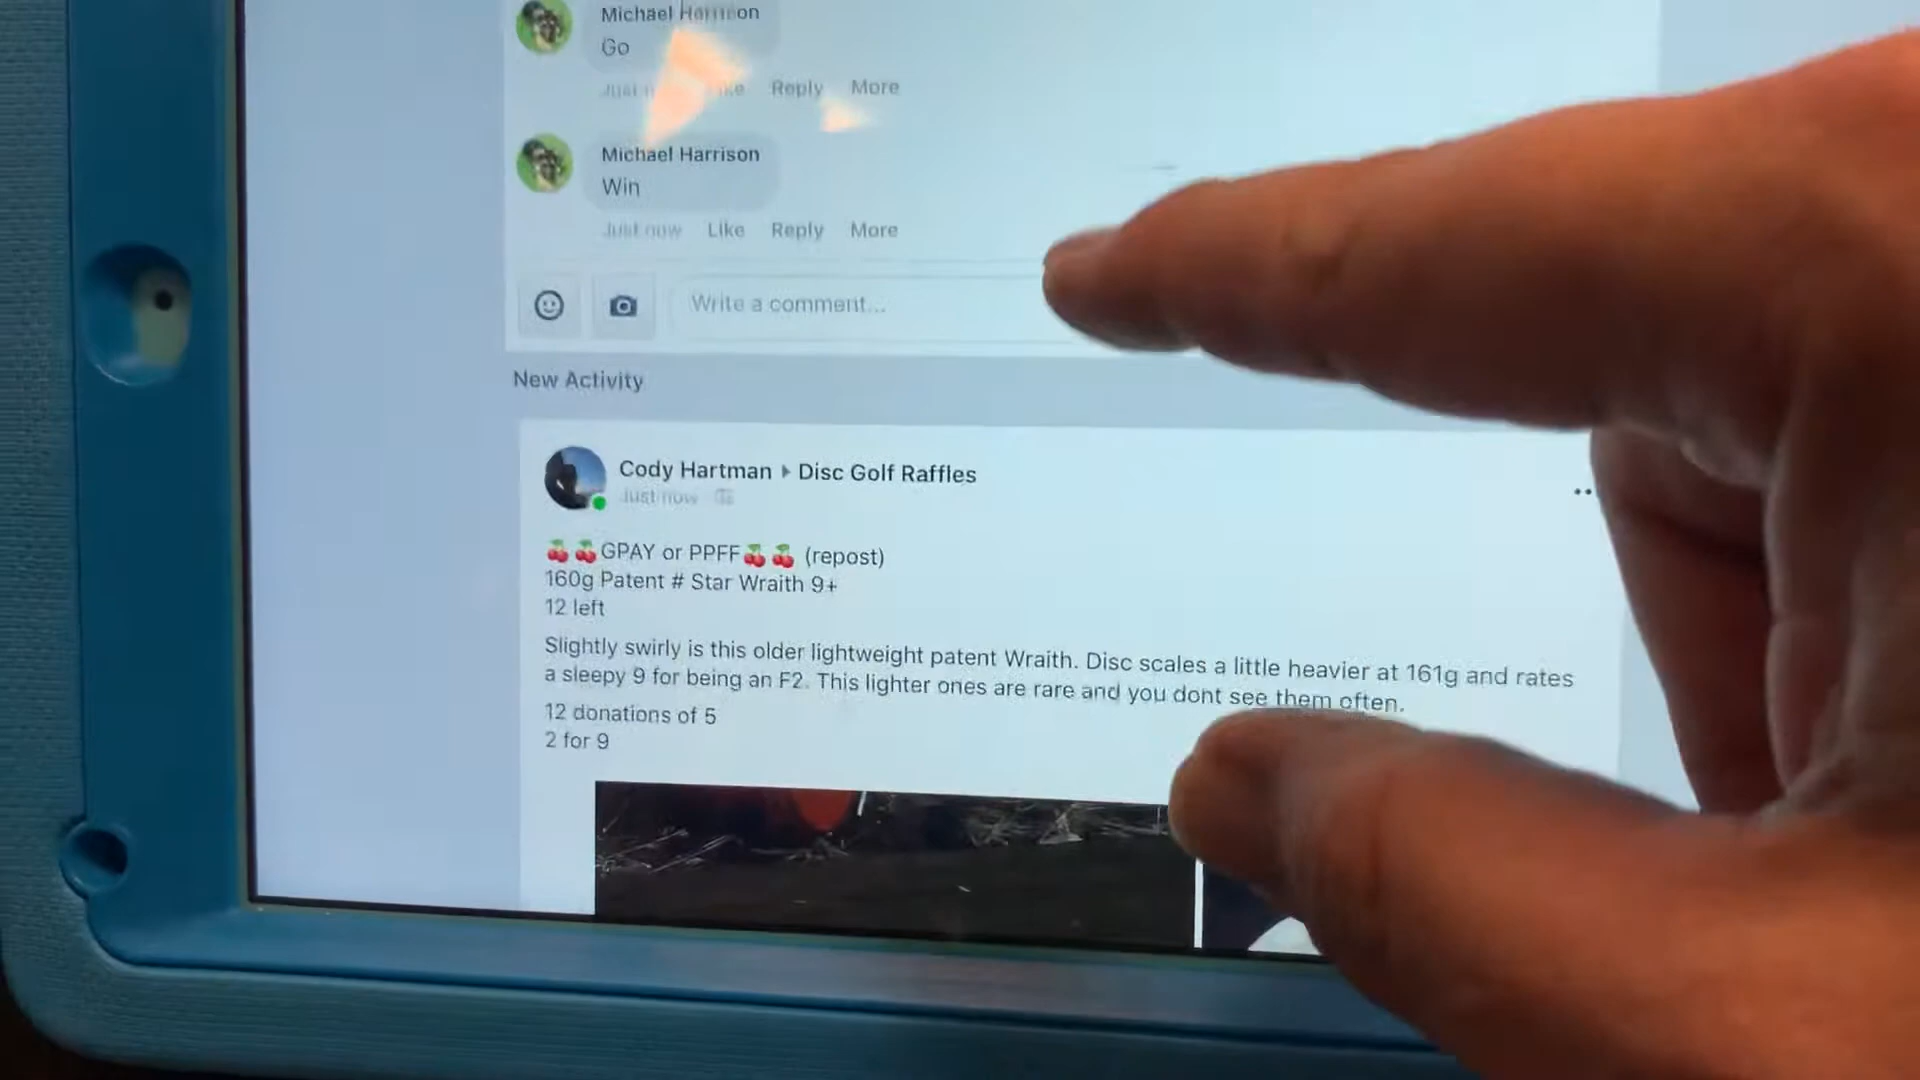 Michael Harrison
Go
Just Like Reply More
Michael Harrison
Win
Just now Like Reply More
Write a comment...
New Activity
Cody Hartman ▸ Disc Golf Raffles
Just now
🍒🍒GPAY or PPFF🍒🍒 (repost)
160g Patent # Star Wraith 9+
12 left
Slightly swirly is this older lightweight patent Wraith. Disc scales a little heavier at 161g and rates
a sleepy 9 for being an F2. This lighter ones are rare and you dont see them often.
12 donations of 5
2 for 9